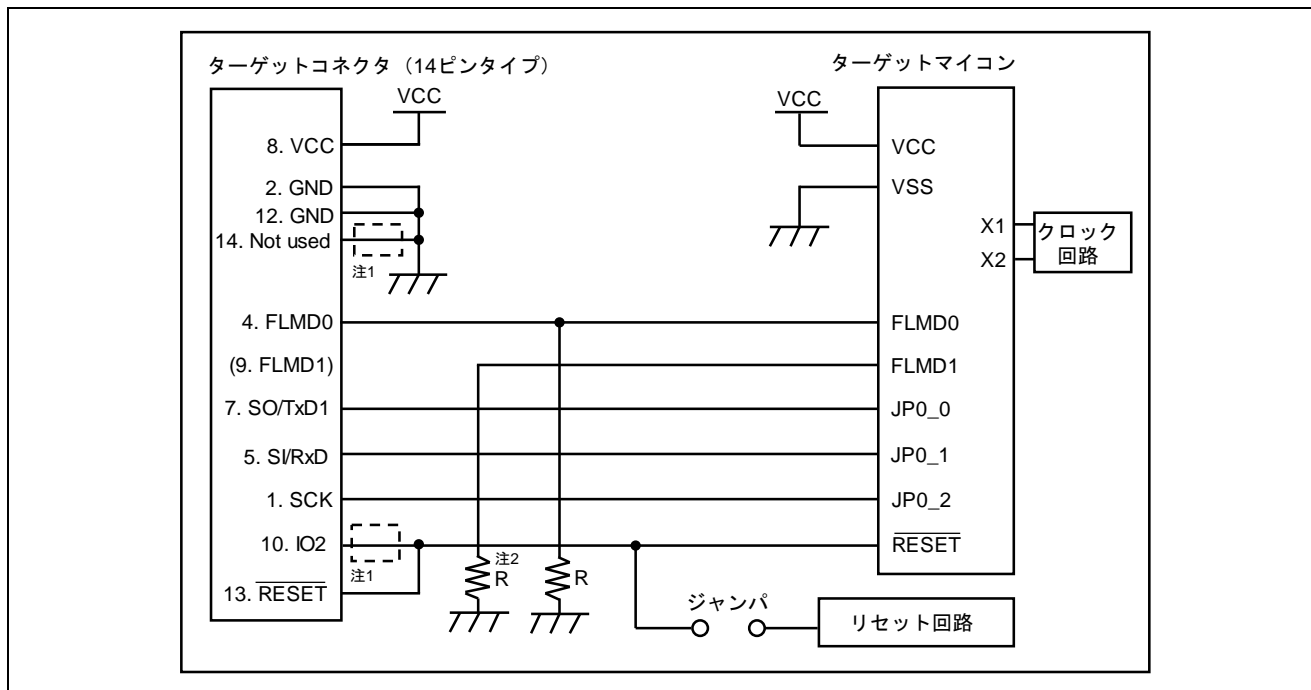 ターゲットコネクタ（14ピンタイプ）
VCC
8. VCC
2. GND
12. GND
14. Not used
注1
4. FLMD0
(9. FLMD1)
7. SO/TxD1
5. SI/RxD
1. SCK
10. IO2
注1
13. RESET
注2
R
R
ターゲットマイコン
VCC
VCC
VSS
X1
X2
クロック
回路
FLMD0
FLMD1
JP0_0
JP0_1
JP0_2
RESET
ジャンパ
リセット回路